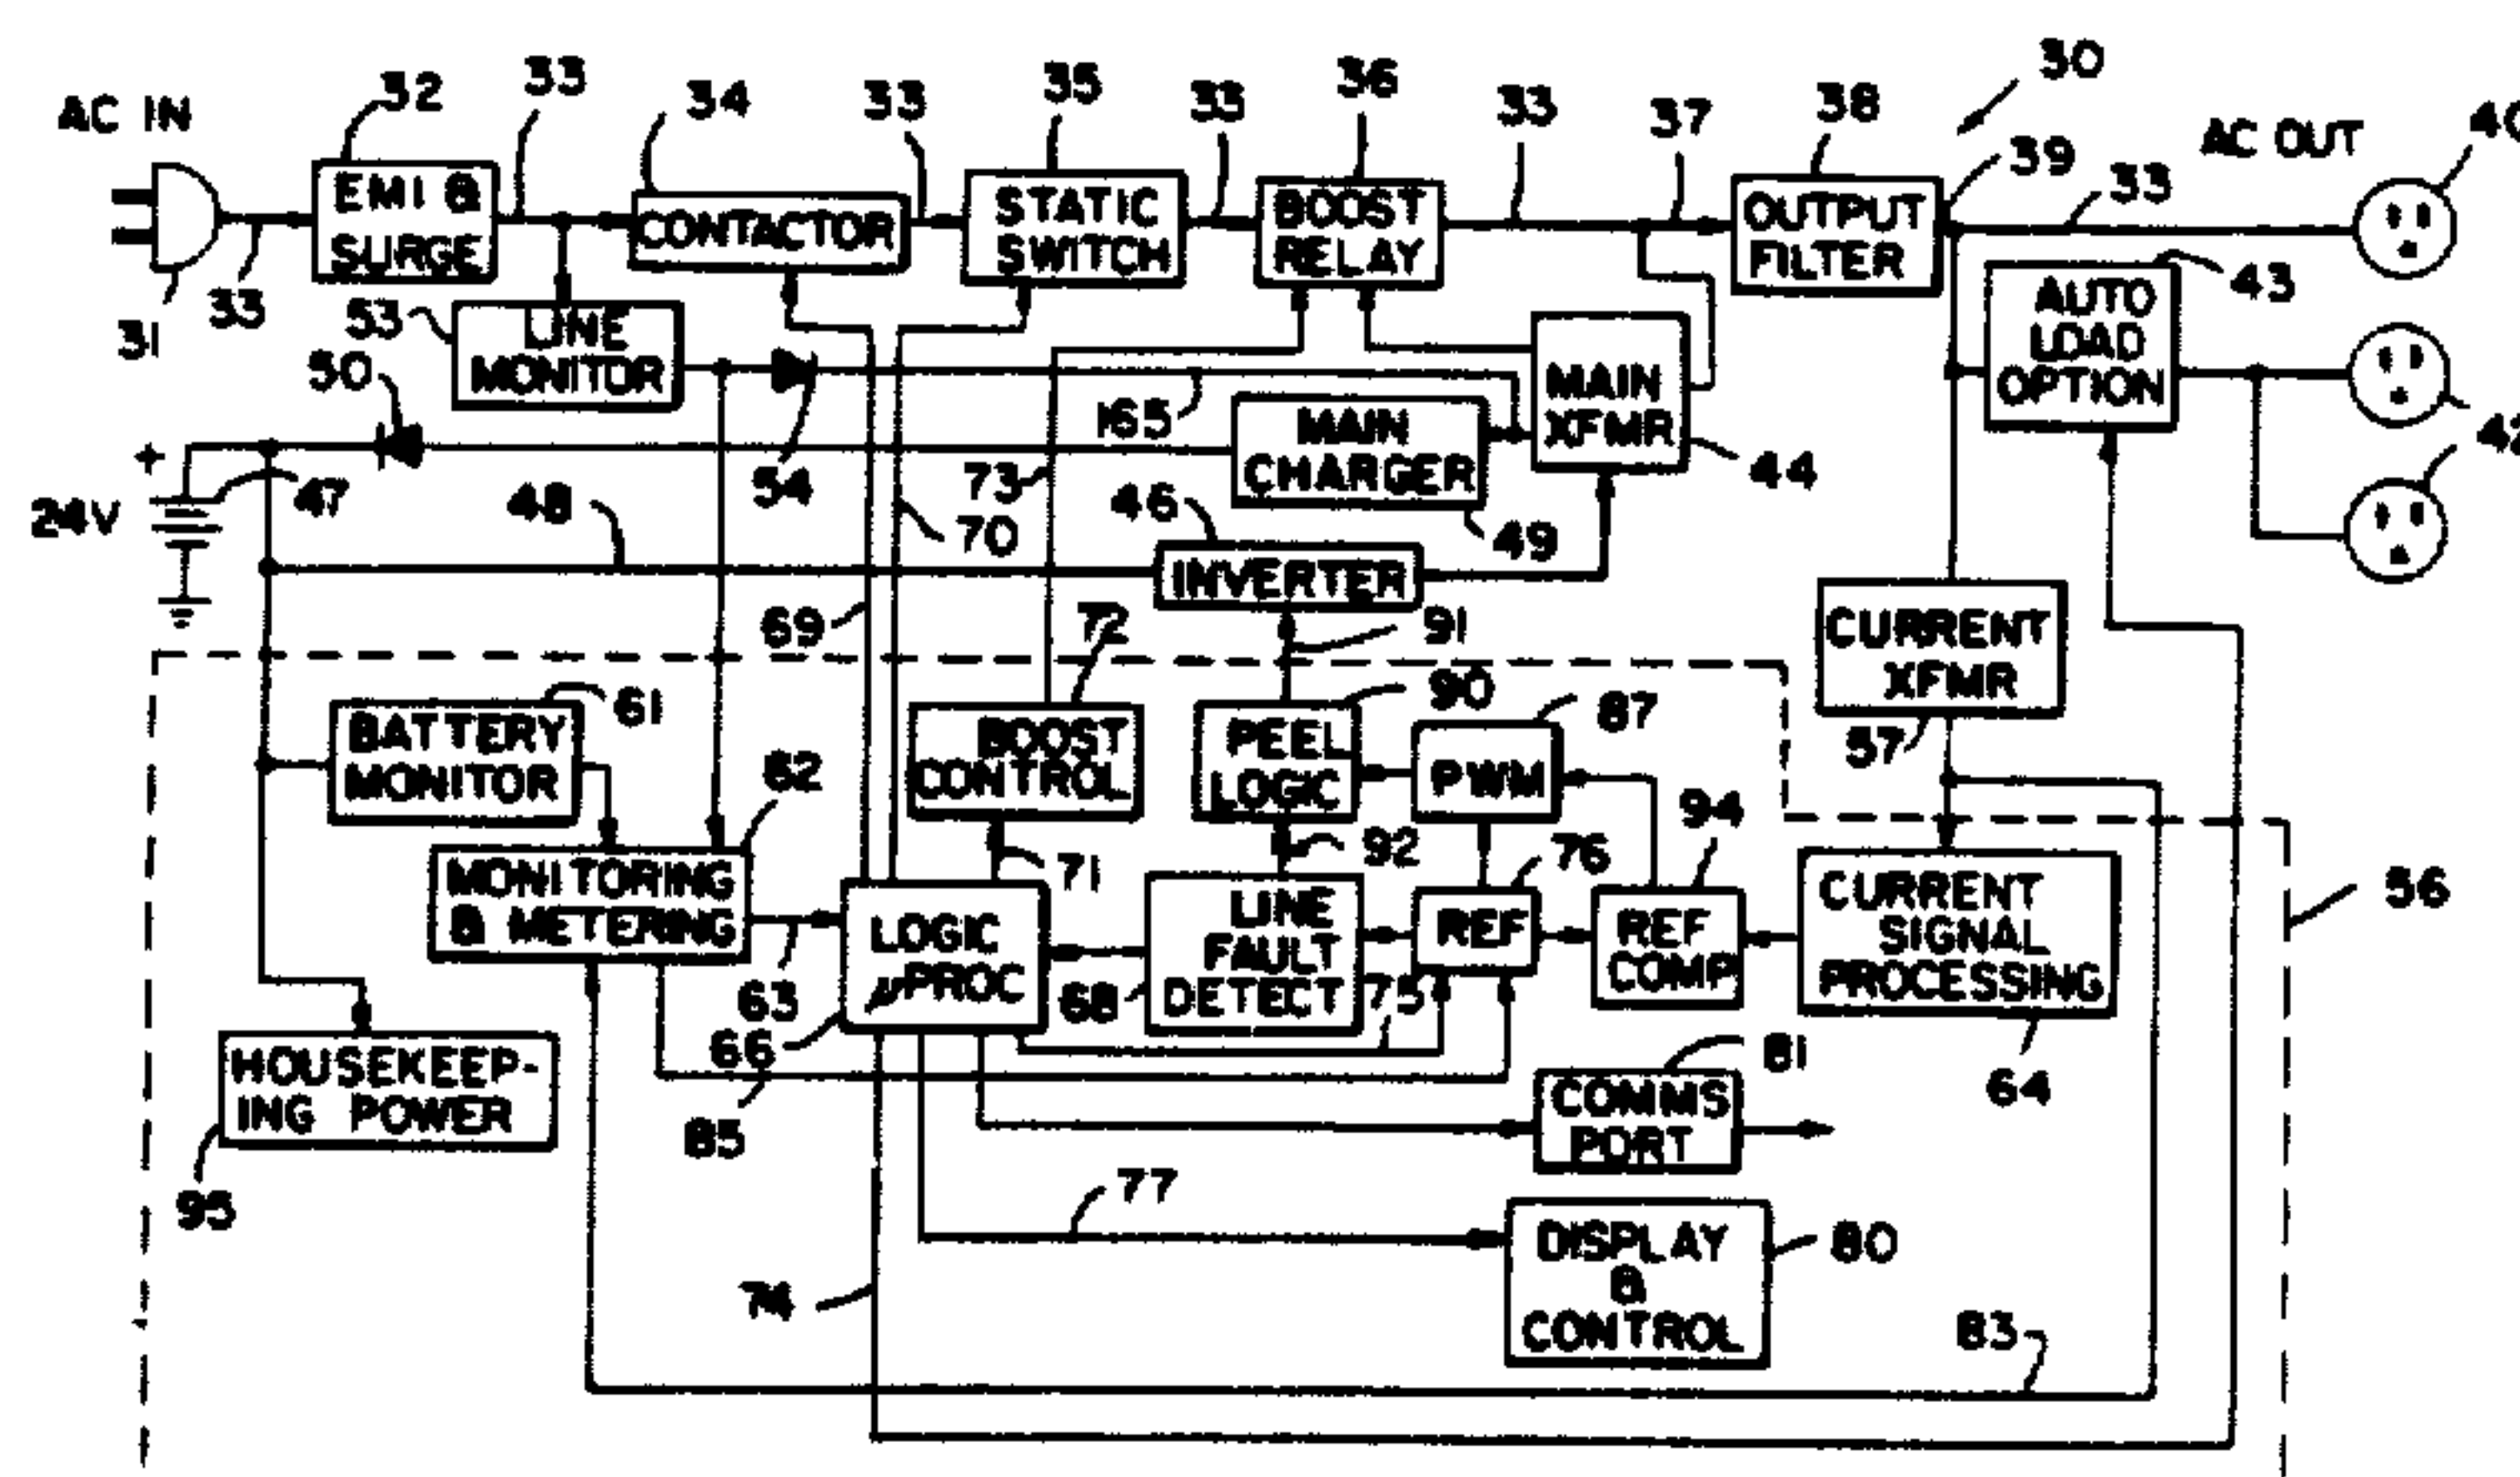 30
32
33
34
33
35
33
36
33
37
38
39
33
AC IN
AC OUT
EMI &
SURGE
CONTACTOR
STATIC
SWITCH
BOOST
RELAY
OUTPUT
FILTER
31
33
53
LINE
MONITOR
50
AUTO
LOAD
OPTION
43
MAIN
XFMR
44
165
54
MAIN
CHARGER
49
+
24V
47
48
73
70
46
INVERTER
69
72
91
CURRENT
XFMR
57
BATTERY
MONITOR
61
62
BOOST
CONTROL
PEEL
LOGIC
90
PWM
87
94
MONITORING
& METERING
71
92
76
63
LOGIC
μPROC
66
LINE
FAULT
DETECT
68
REF
75
REF
COMP
CURRENT
SIGNAL
PROCESSING
56
64
HOUSEKEEP-
ING POWER
95
85
COMMS
PORT
81
77
DISPLAY
&
CONTROL
80
74
83